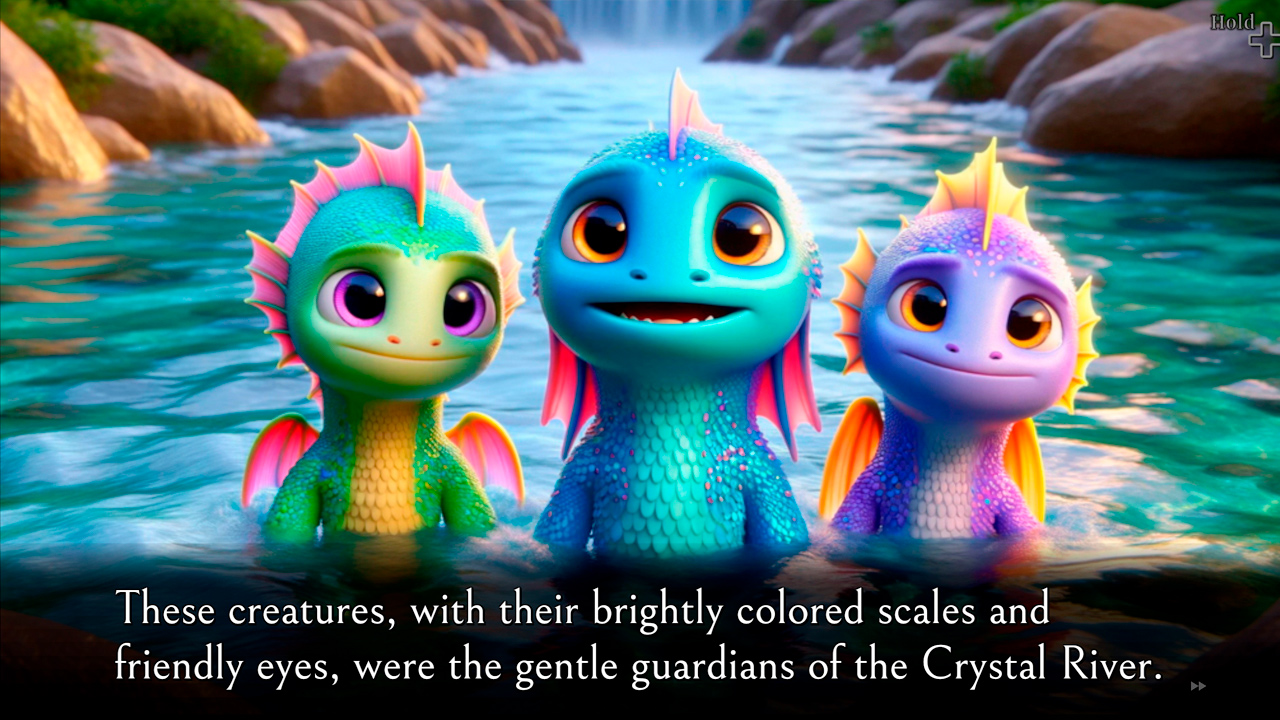 Hold
These creatures, with their brightly colored scales and
friendly eyes, were the gentle guardians of the Crystal River.